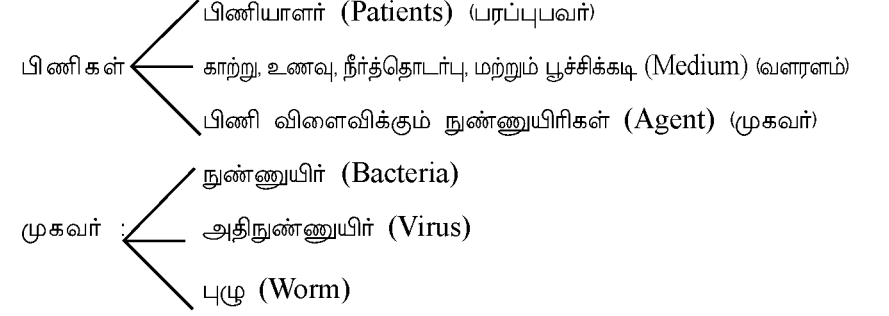 பிணியாளர் (Patients) (பரப்புபவர்)
பிணிகள் காற்று, உணவு, நீர்த்தொடர்பு, மற்றும் பூச்சிக்கடி (Medium) (வளரளம்)
பிணி விளைவிக்கும் நுண்ணுயிரிகள் (Agent) (முகவர்)
நுண்ணுயிர் (Bacteria)
முகவர் : அதிநுண்ணுயிர் (Virus)
புழு (Worm)